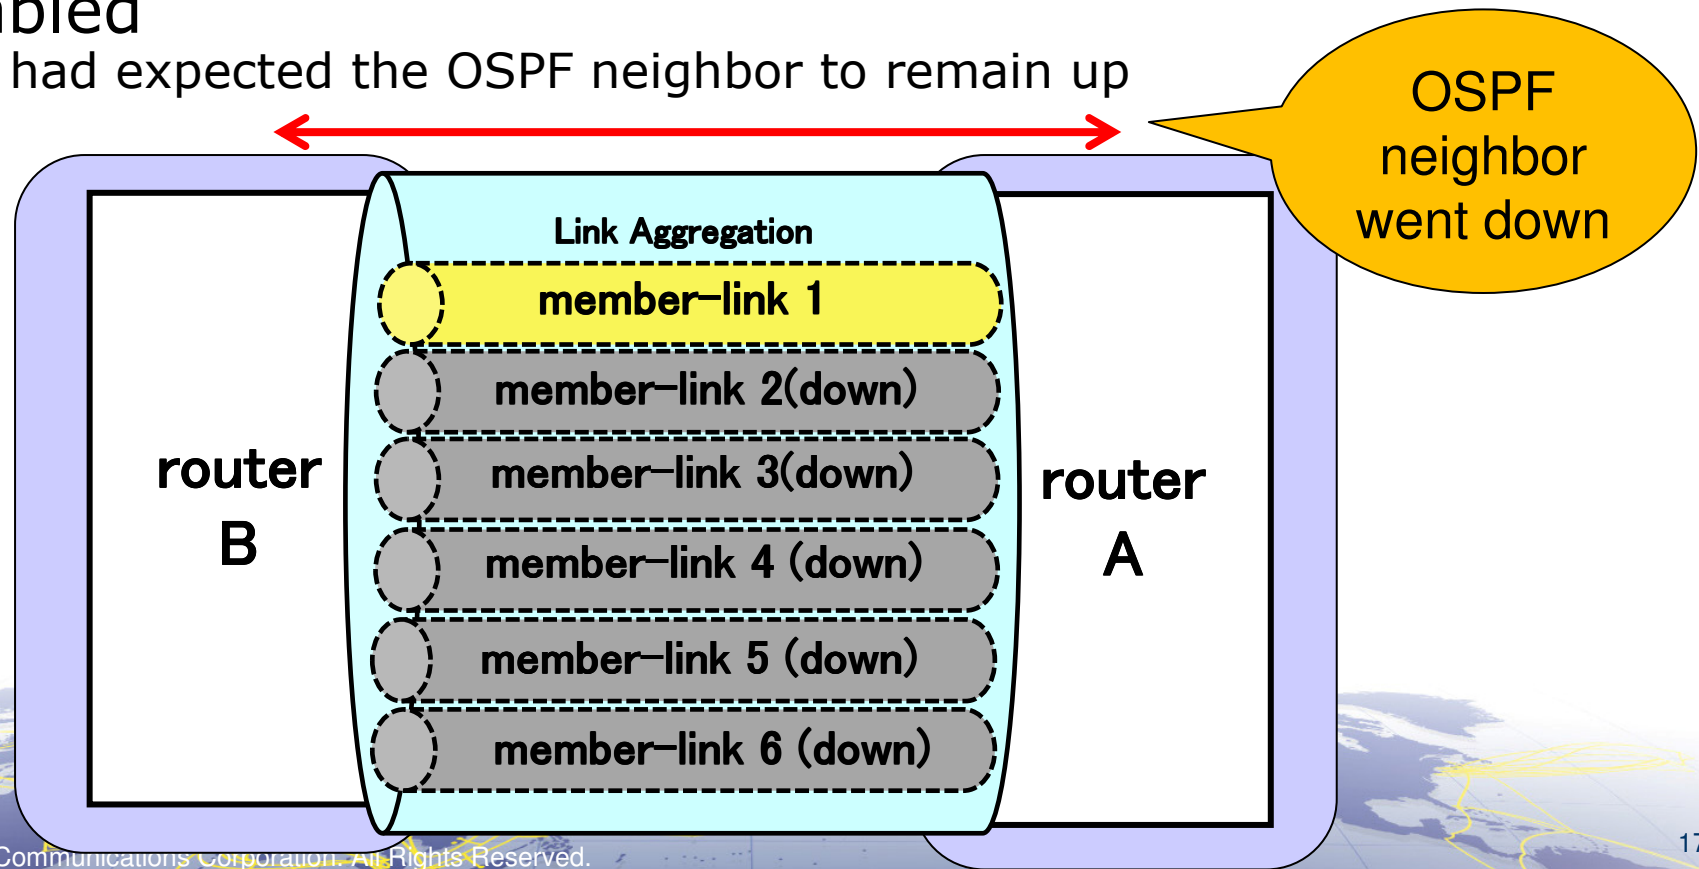 abled
had expected the OSPF neighbor to remain up
OSPF
neighbor
went down
Link Aggregation
member-link 1
member-link 2(down)
member-link 3(down)
member-link 4 (down)
member-link 5 (down)
member-link 6 (down)
router
B
router
A
Communications Corporation. All Rights Reserved.
17